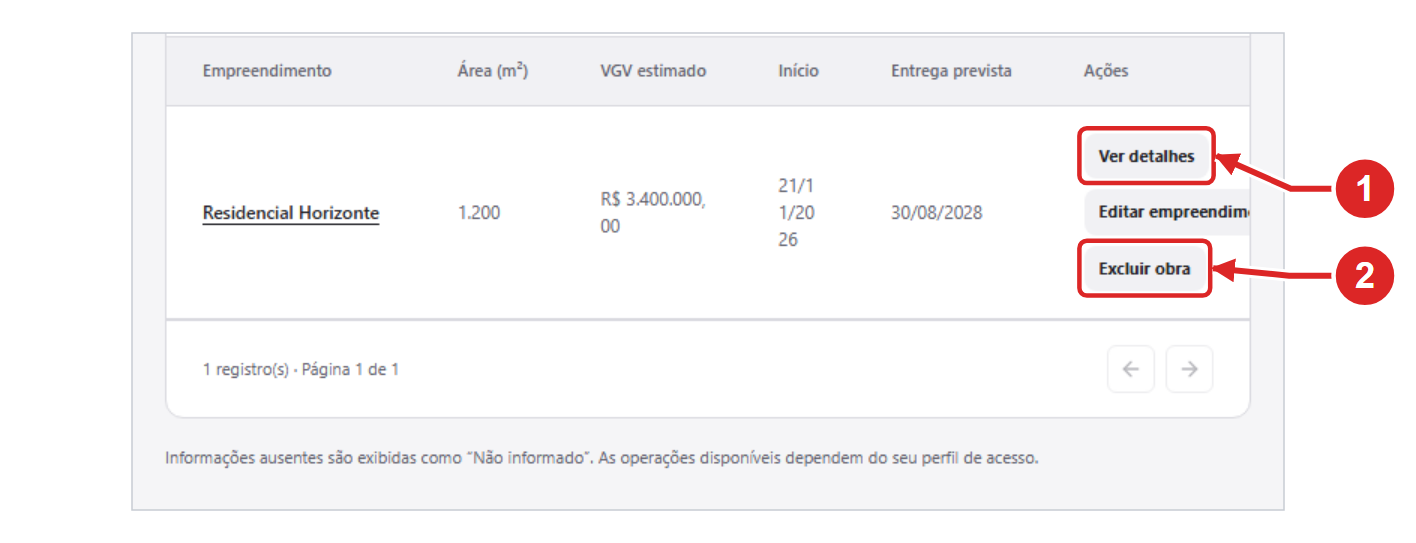 Empreendimento
Área (m²)
VGV estimado
Início
Entrega prevista
Ações
Residencial Horizonte
1.200
R$ 3.400.000,
00
21/1
1/20
26
30/08/2028
Ver detalhes
Editar empreendim
Excluir obra
1
2
1 registro(s) · Página 1 de 1
Informações ausentes são exibidas como “Não informado”. As operações disponíveis dependem do seu perfil de acesso.